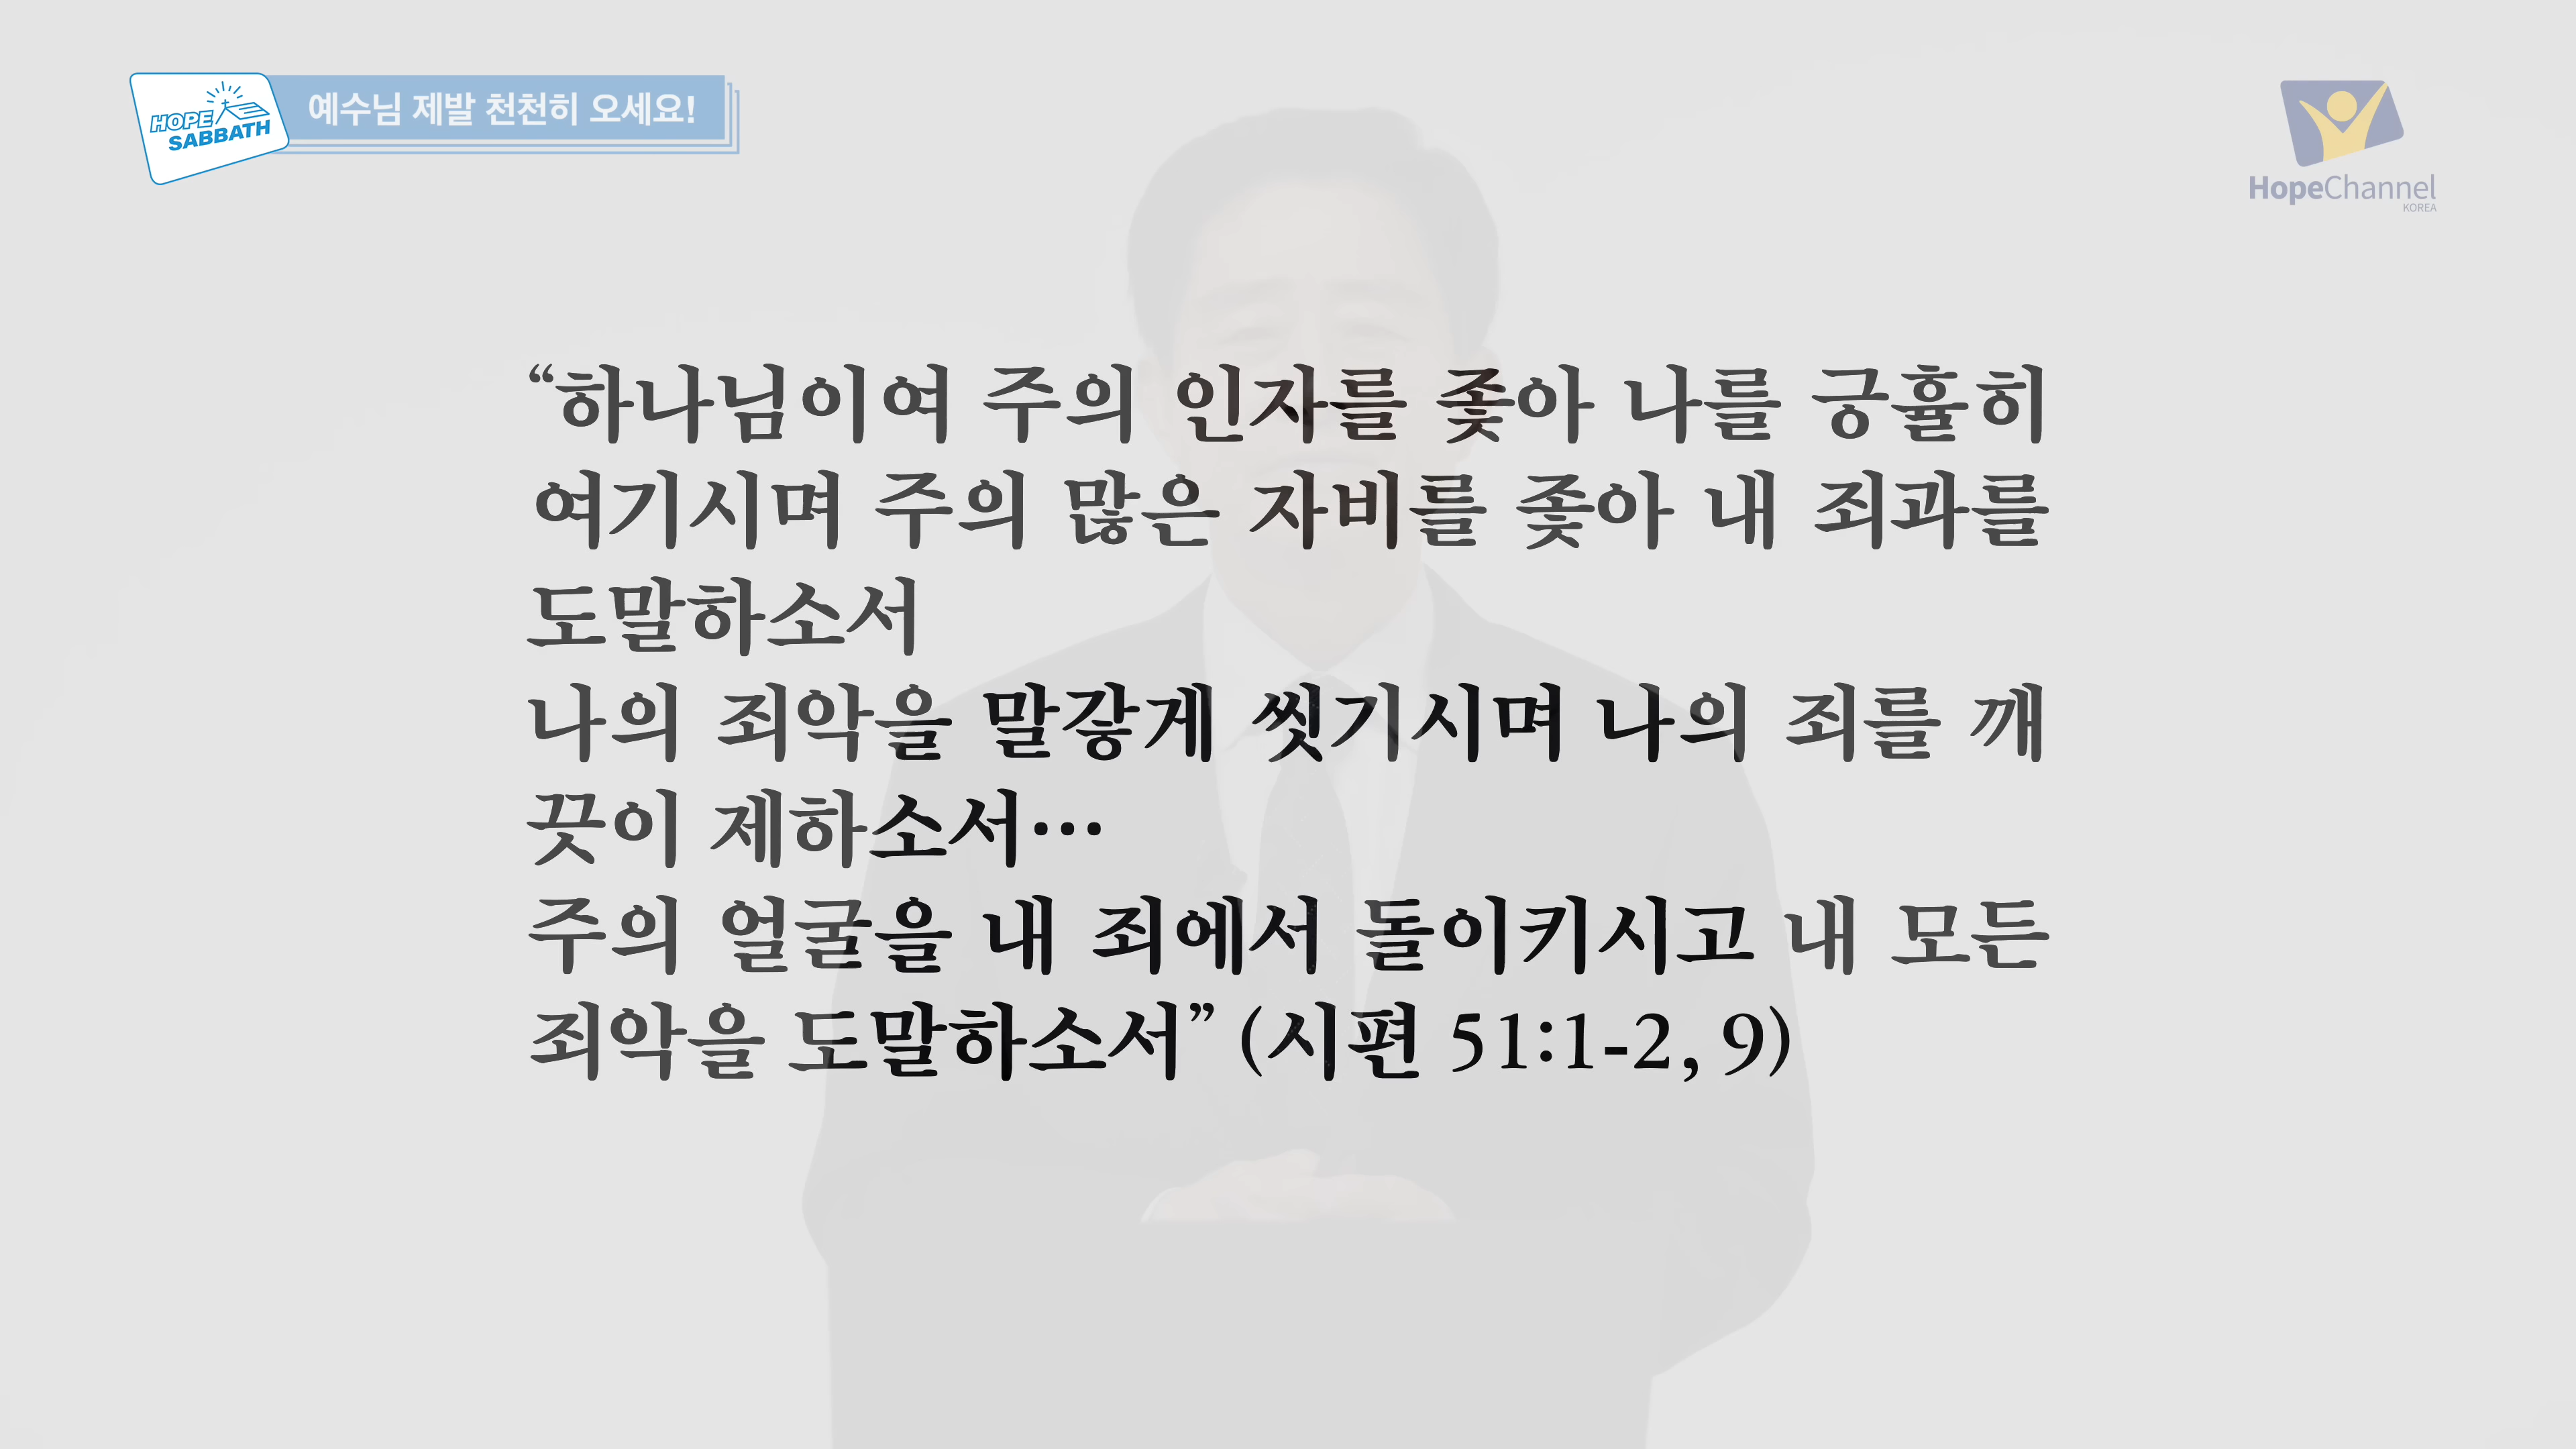 HOPE
SABBATH
예수님 제발 천천히 오세요!
HopeChannel
KOREA
“하나님이여 주의 인자를 좇아 나를 긍휼히
여기시며 주의 많은 자비를 좇아 내 죄과를
도말하소서
나의 죄악을 말갛게 씻기시며 나의 죄를 깨
끗이 제하소서…
주의 얼굴을 내 죄에서 돌이키시고 내 모든
죄악을 도말하소서” (시편 51:1-2, 9)